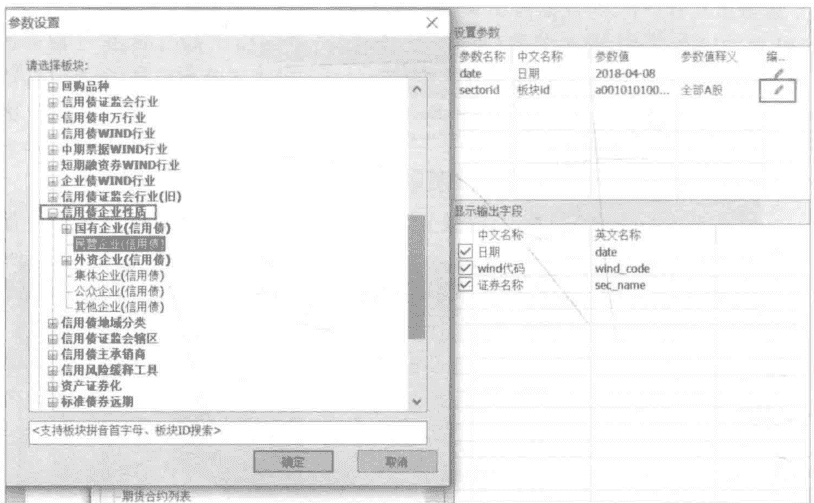 参数设置
请选择板块:
回购品种
信用债证监会行业
信用债申万行业
信用债WIND行业
中期票据WIND行业
短期融资券WIND行业
企业债WIND行业
信用债证监会行业(旧)
信用债企业性质
国有企业(信用债)
民营企业(信用债)
外资企业(信用债)
集体企业(信用债)
公众企业(信用债)
其他企业(信用债)
信用债地域分类
信用债证监会辖区
信用债主承销商
信用风险缓释工具
资产证券化
标准债券远期
<支持板块拼音首字母、板块ID搜索>
确定 取消
期货合约列表
设置参数
参数名称 中文名称 参数值 参数值释义 编...
date 日期 2018-04-08
sectorid 板块id a001010100... 全部A股
显示输出字段
中文名称 英文名称
日期 date
wind代码 wind_code
证券名称 sec_name